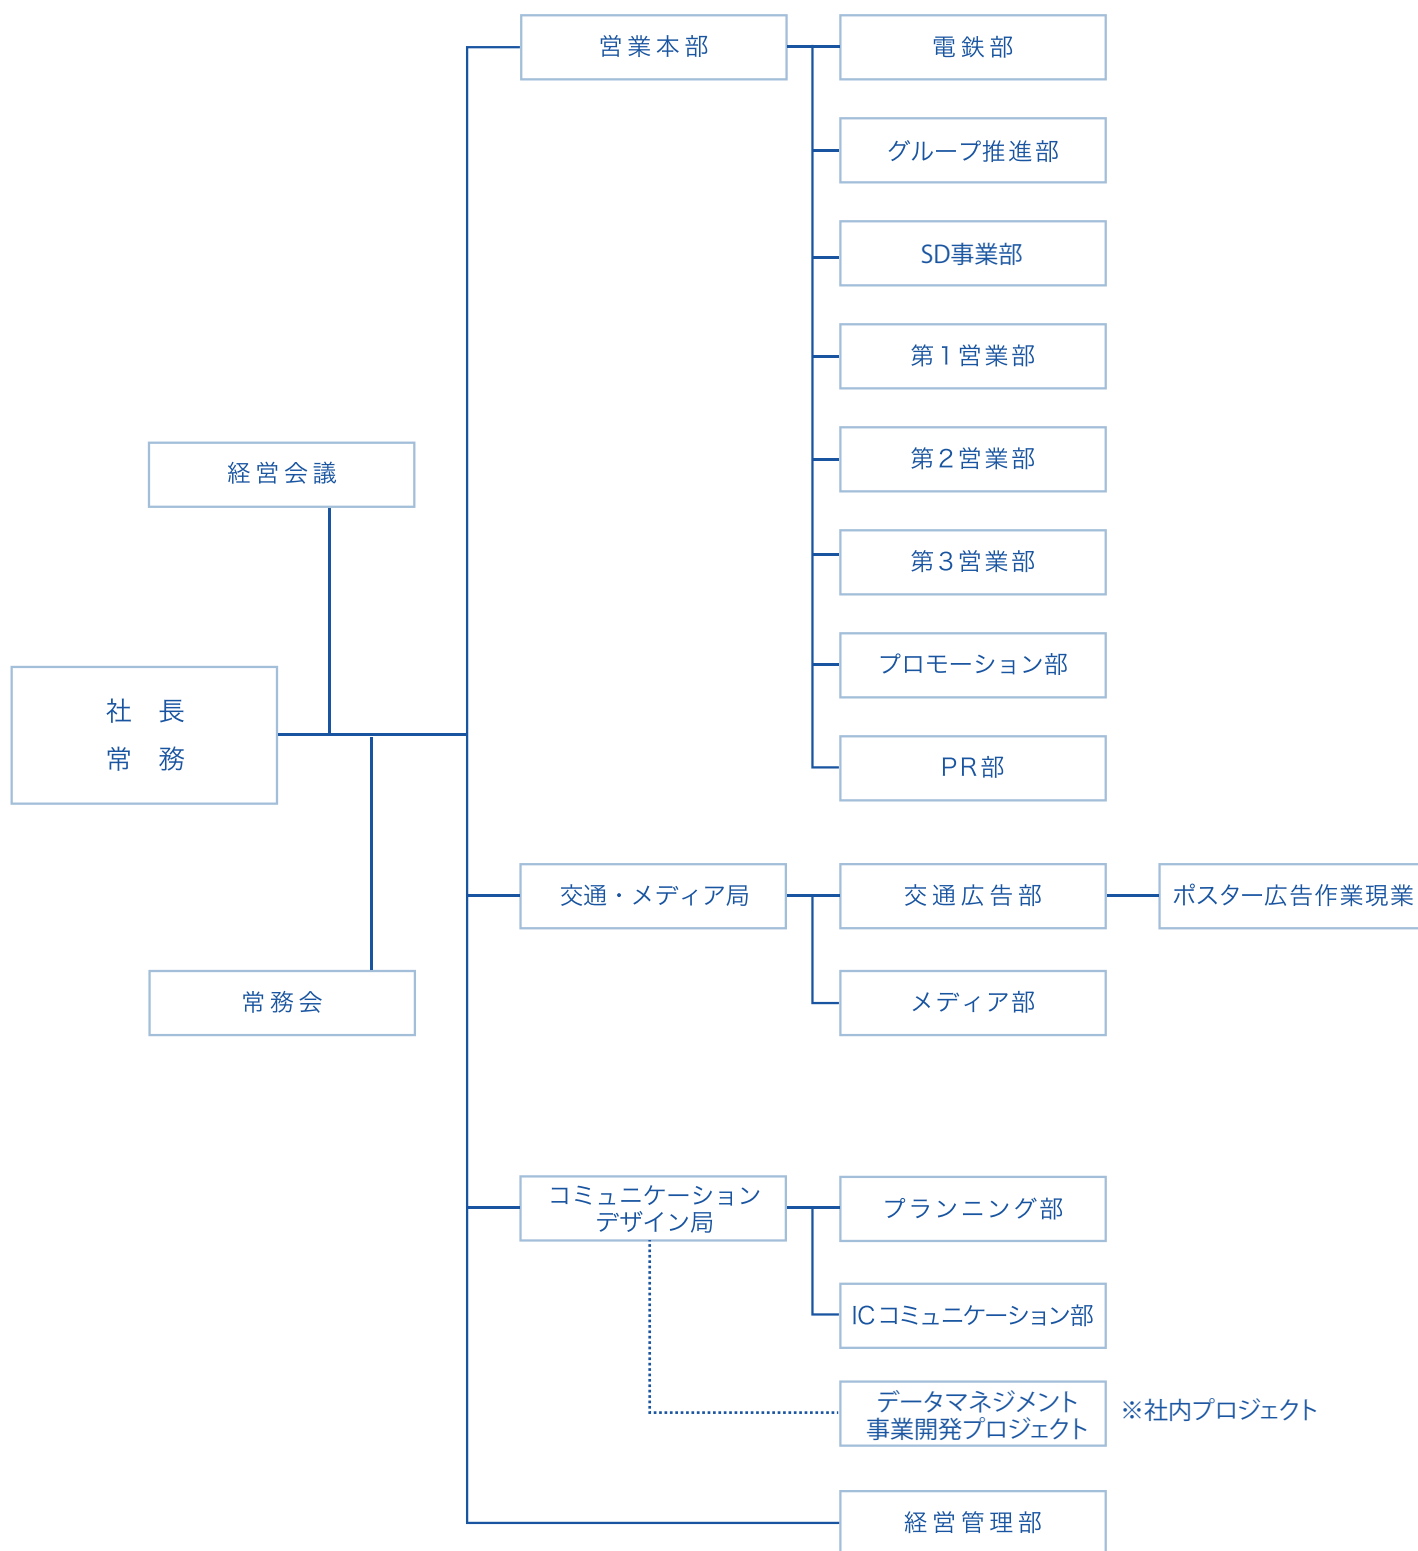 営業本部
電鉄部
グループ推進部
SD事業部
第1営業部
第2営業部
第3営業部
プロモーション部
PR部
経営会議
社　長
常　務
常務会
交通・メディア局
交通広告部
ポスター広告作業現業
メディア部
コミュニケーション
デザイン局
プランニング部
ICコミュニケーション部
データマネジメント
事業開発プロジェクト
※社内プロジェクト
経営管理部